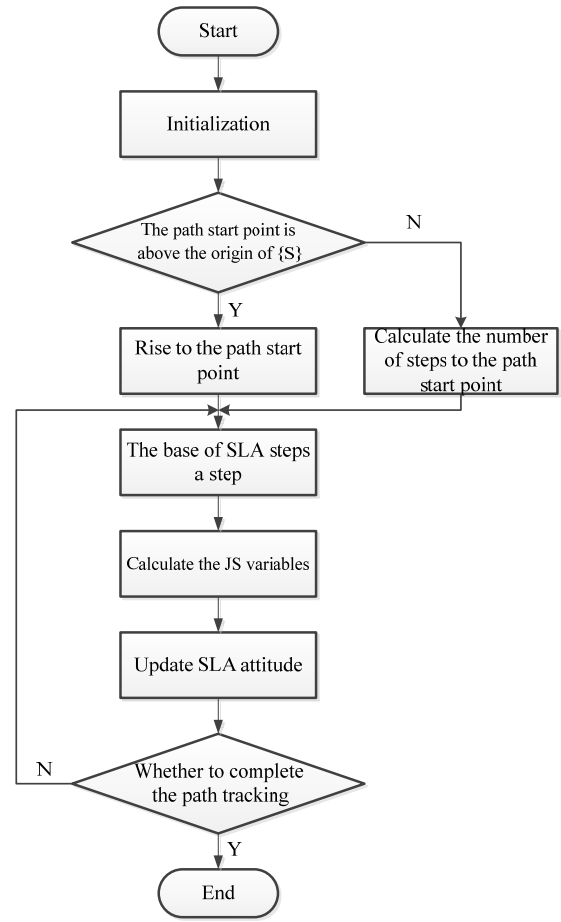 Start
Initialization
The path start point is
above the origin of {S}
N
Y
Rise to the path start
point
Calculate the number
of steps to the path
start point
The base of SLA steps
a step
Calculate the JS variables
Update SLA attitude
Whether to complete
the path tracking
N
Y
End